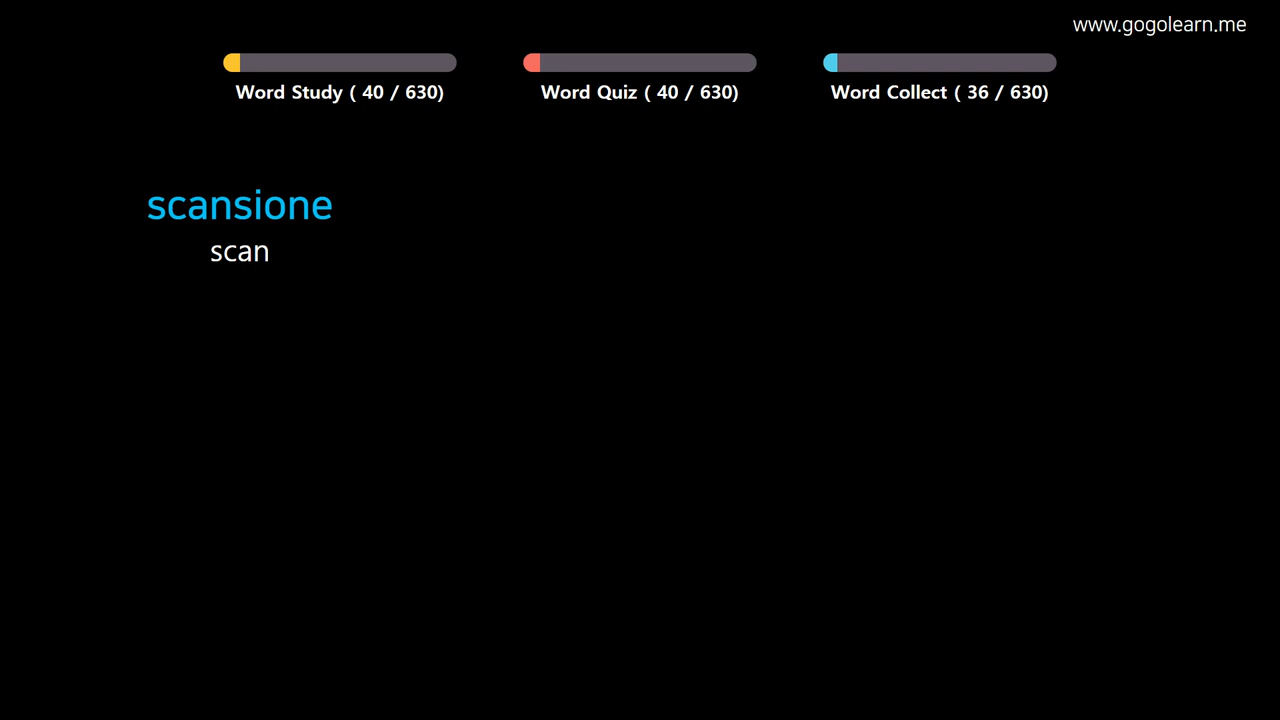 www.gogolearn.me
Word Study ( 40 / 630)
Word Quiz ( 40 / 630)
Word Collect ( 36 / 630)
scansione
scan